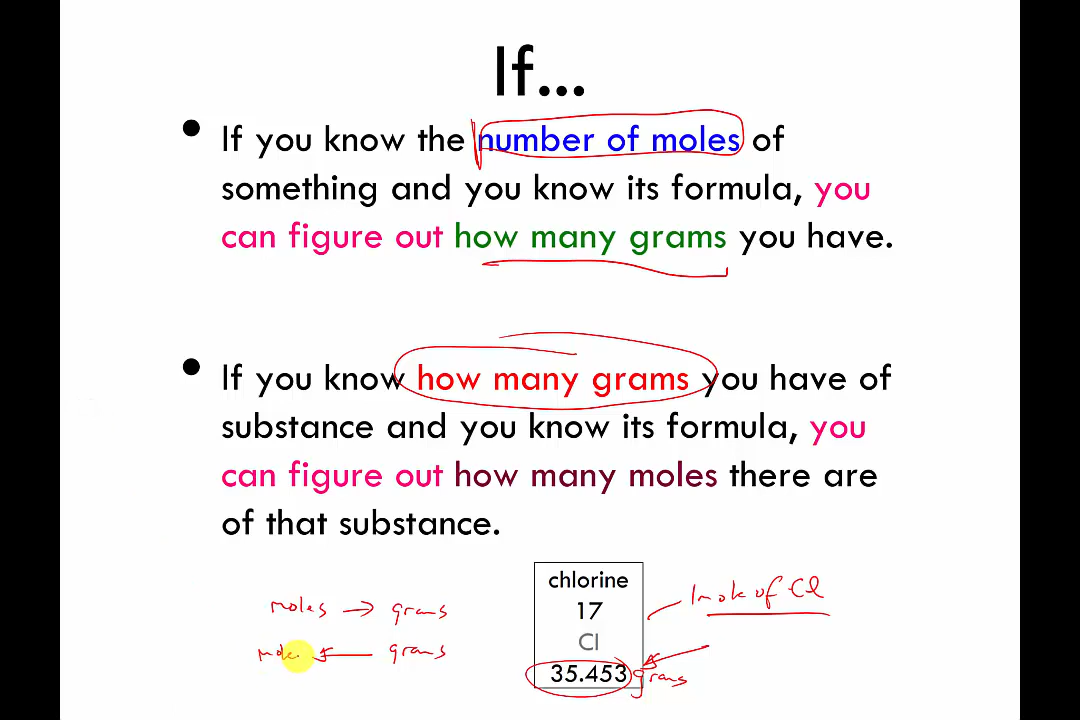 If...
• If you know the number of moles of
something and you know its formula, you
can figure out how many grams you have.
• If you know how many grams you have of
substance and you know its formula, you
can figure out how many moles there are
of that substance.
chlorine
17
Cl
35.453 grams
1 mole of Cl
moles → grams
mole ← grams